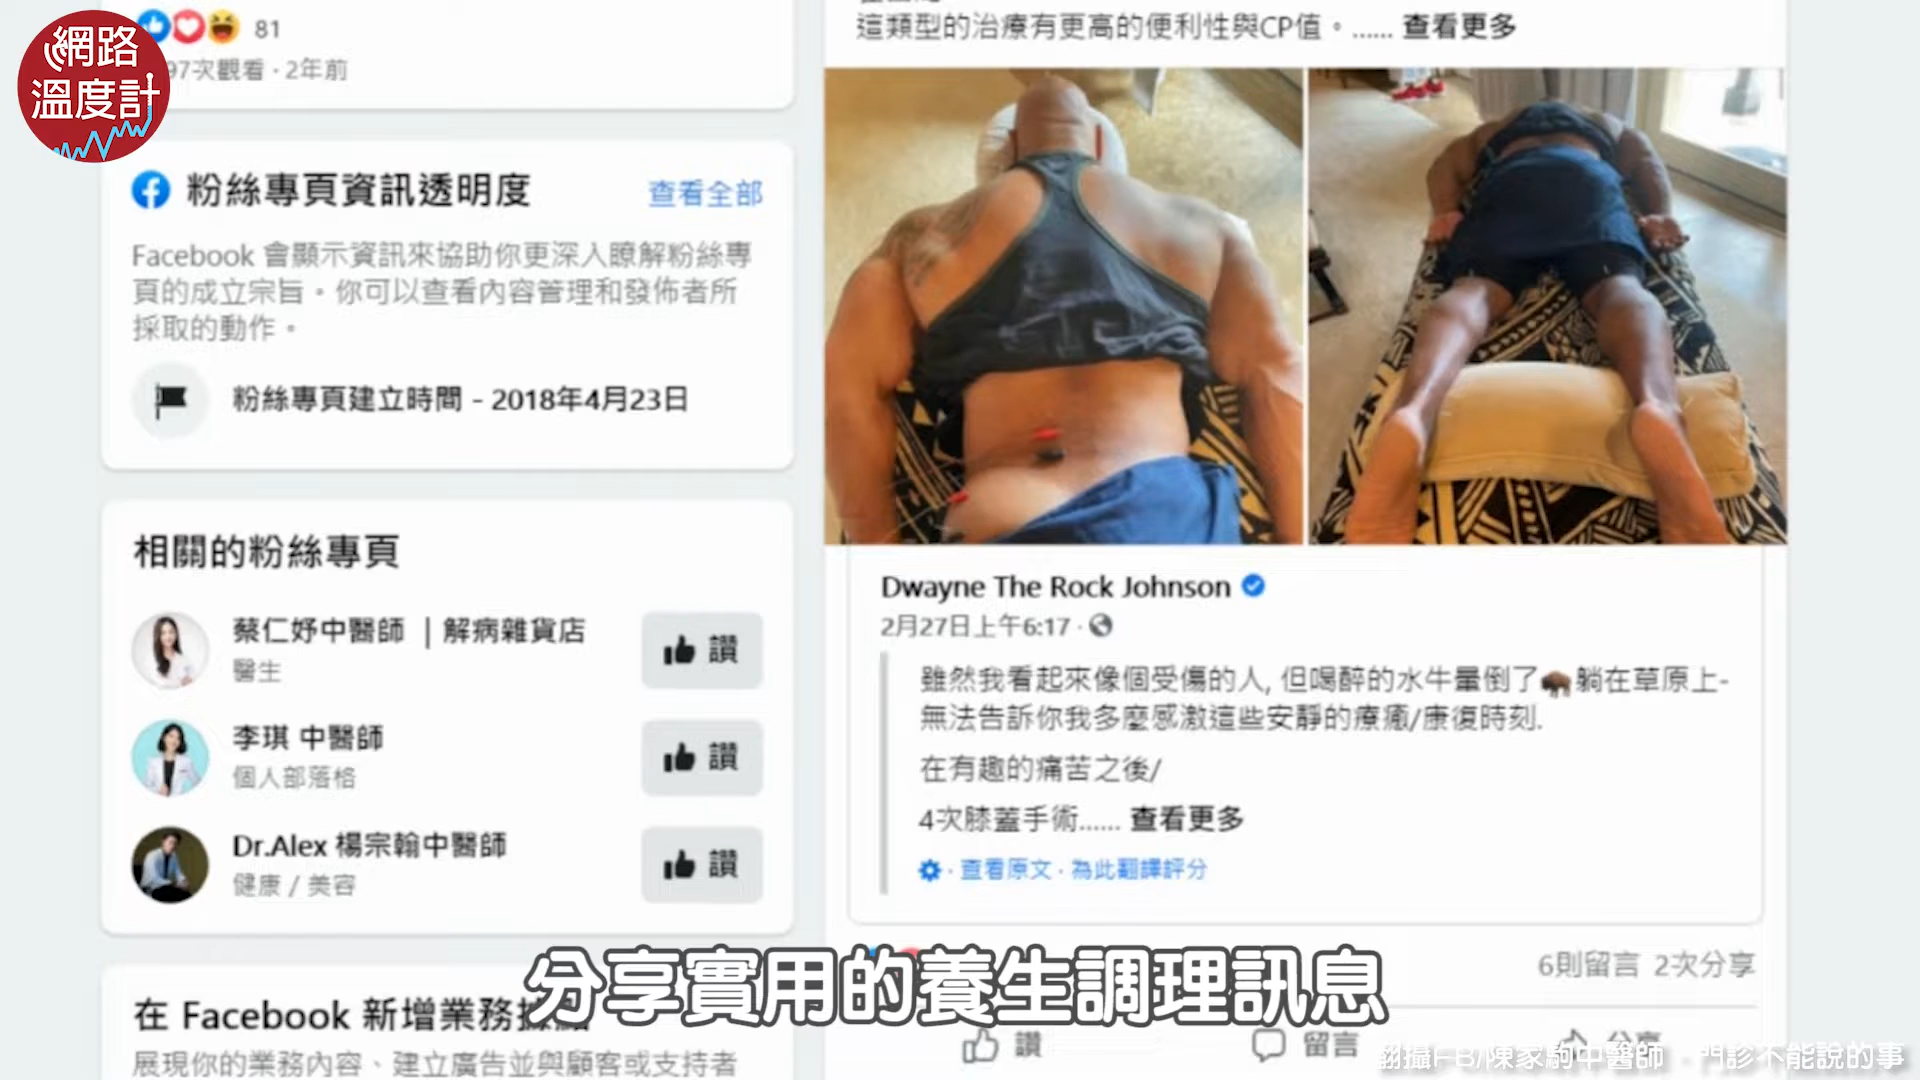 網路
溫度計
81
97次觀看 · 2年前
粉絲專頁資訊透明度
查看全部
Facebook 會顯示資訊來協助你更深入瞭解粉絲專
頁的成立宗旨。你可以查看內容管理和發佈者所
採取的動作。
粉絲專頁建立時間 - 2018年4月23日
相關的粉絲專頁
蔡仁妤中醫師 ｜解病雜貨店
醫生
讚
李琪 中醫師
個人部落格
讚
Dr.Alex 楊宗翰中醫師
健康 / 美容
讚
在 Facebook 新增業務據點
展現你的業務內容、建立廣告並與顧客或支持者
這類型的治療有更高的便利性與CP值。...... 查看更多
Dwayne The Rock Johnson
2月27日上午6:17 ·
雖然我看起來像個受傷的人, 但喝醉的水牛暈倒了🦬躺在草原上-
無法告訴你我多麼感激這些安靜的療癒/康復時刻.
在有趣的痛苦之後/
4次膝蓋手術...... 查看更多
· 查看原文 · 為此翻譯評分
6則留言 2次分享
讚
留言
分享
分享實用的養生調理訊息
翻攝FB/陳家駒中醫師．門診不能說的事